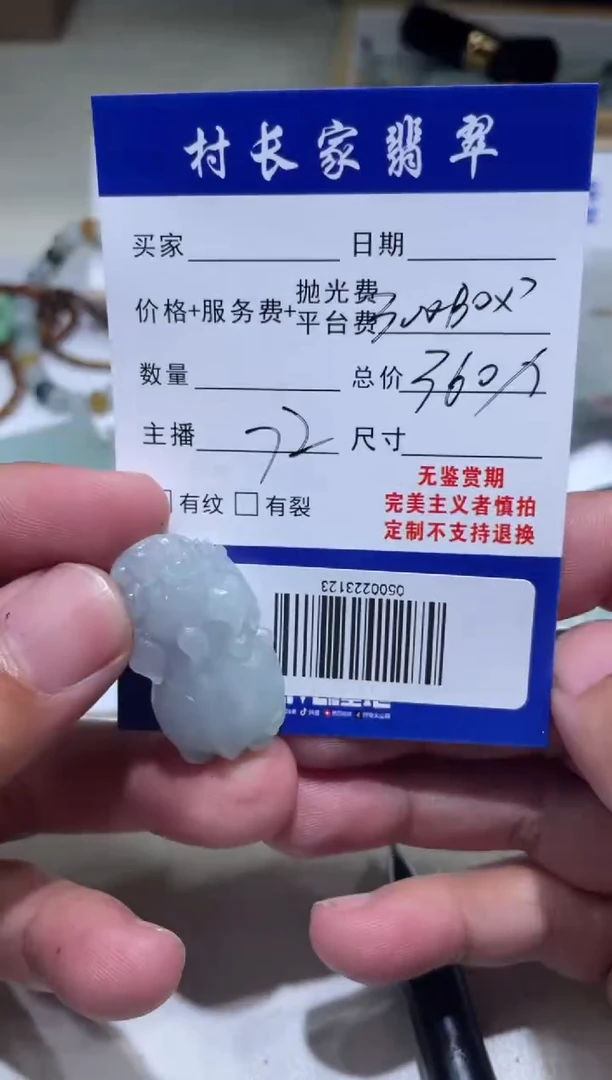 村长家翡翠
买家 日期
价格+服务费+抛光费平台费
数量 总价 360
主播 72 尺寸
有纹 有裂
无鉴赏期
完美主义者慎拍
定制不支持退换
0500223123